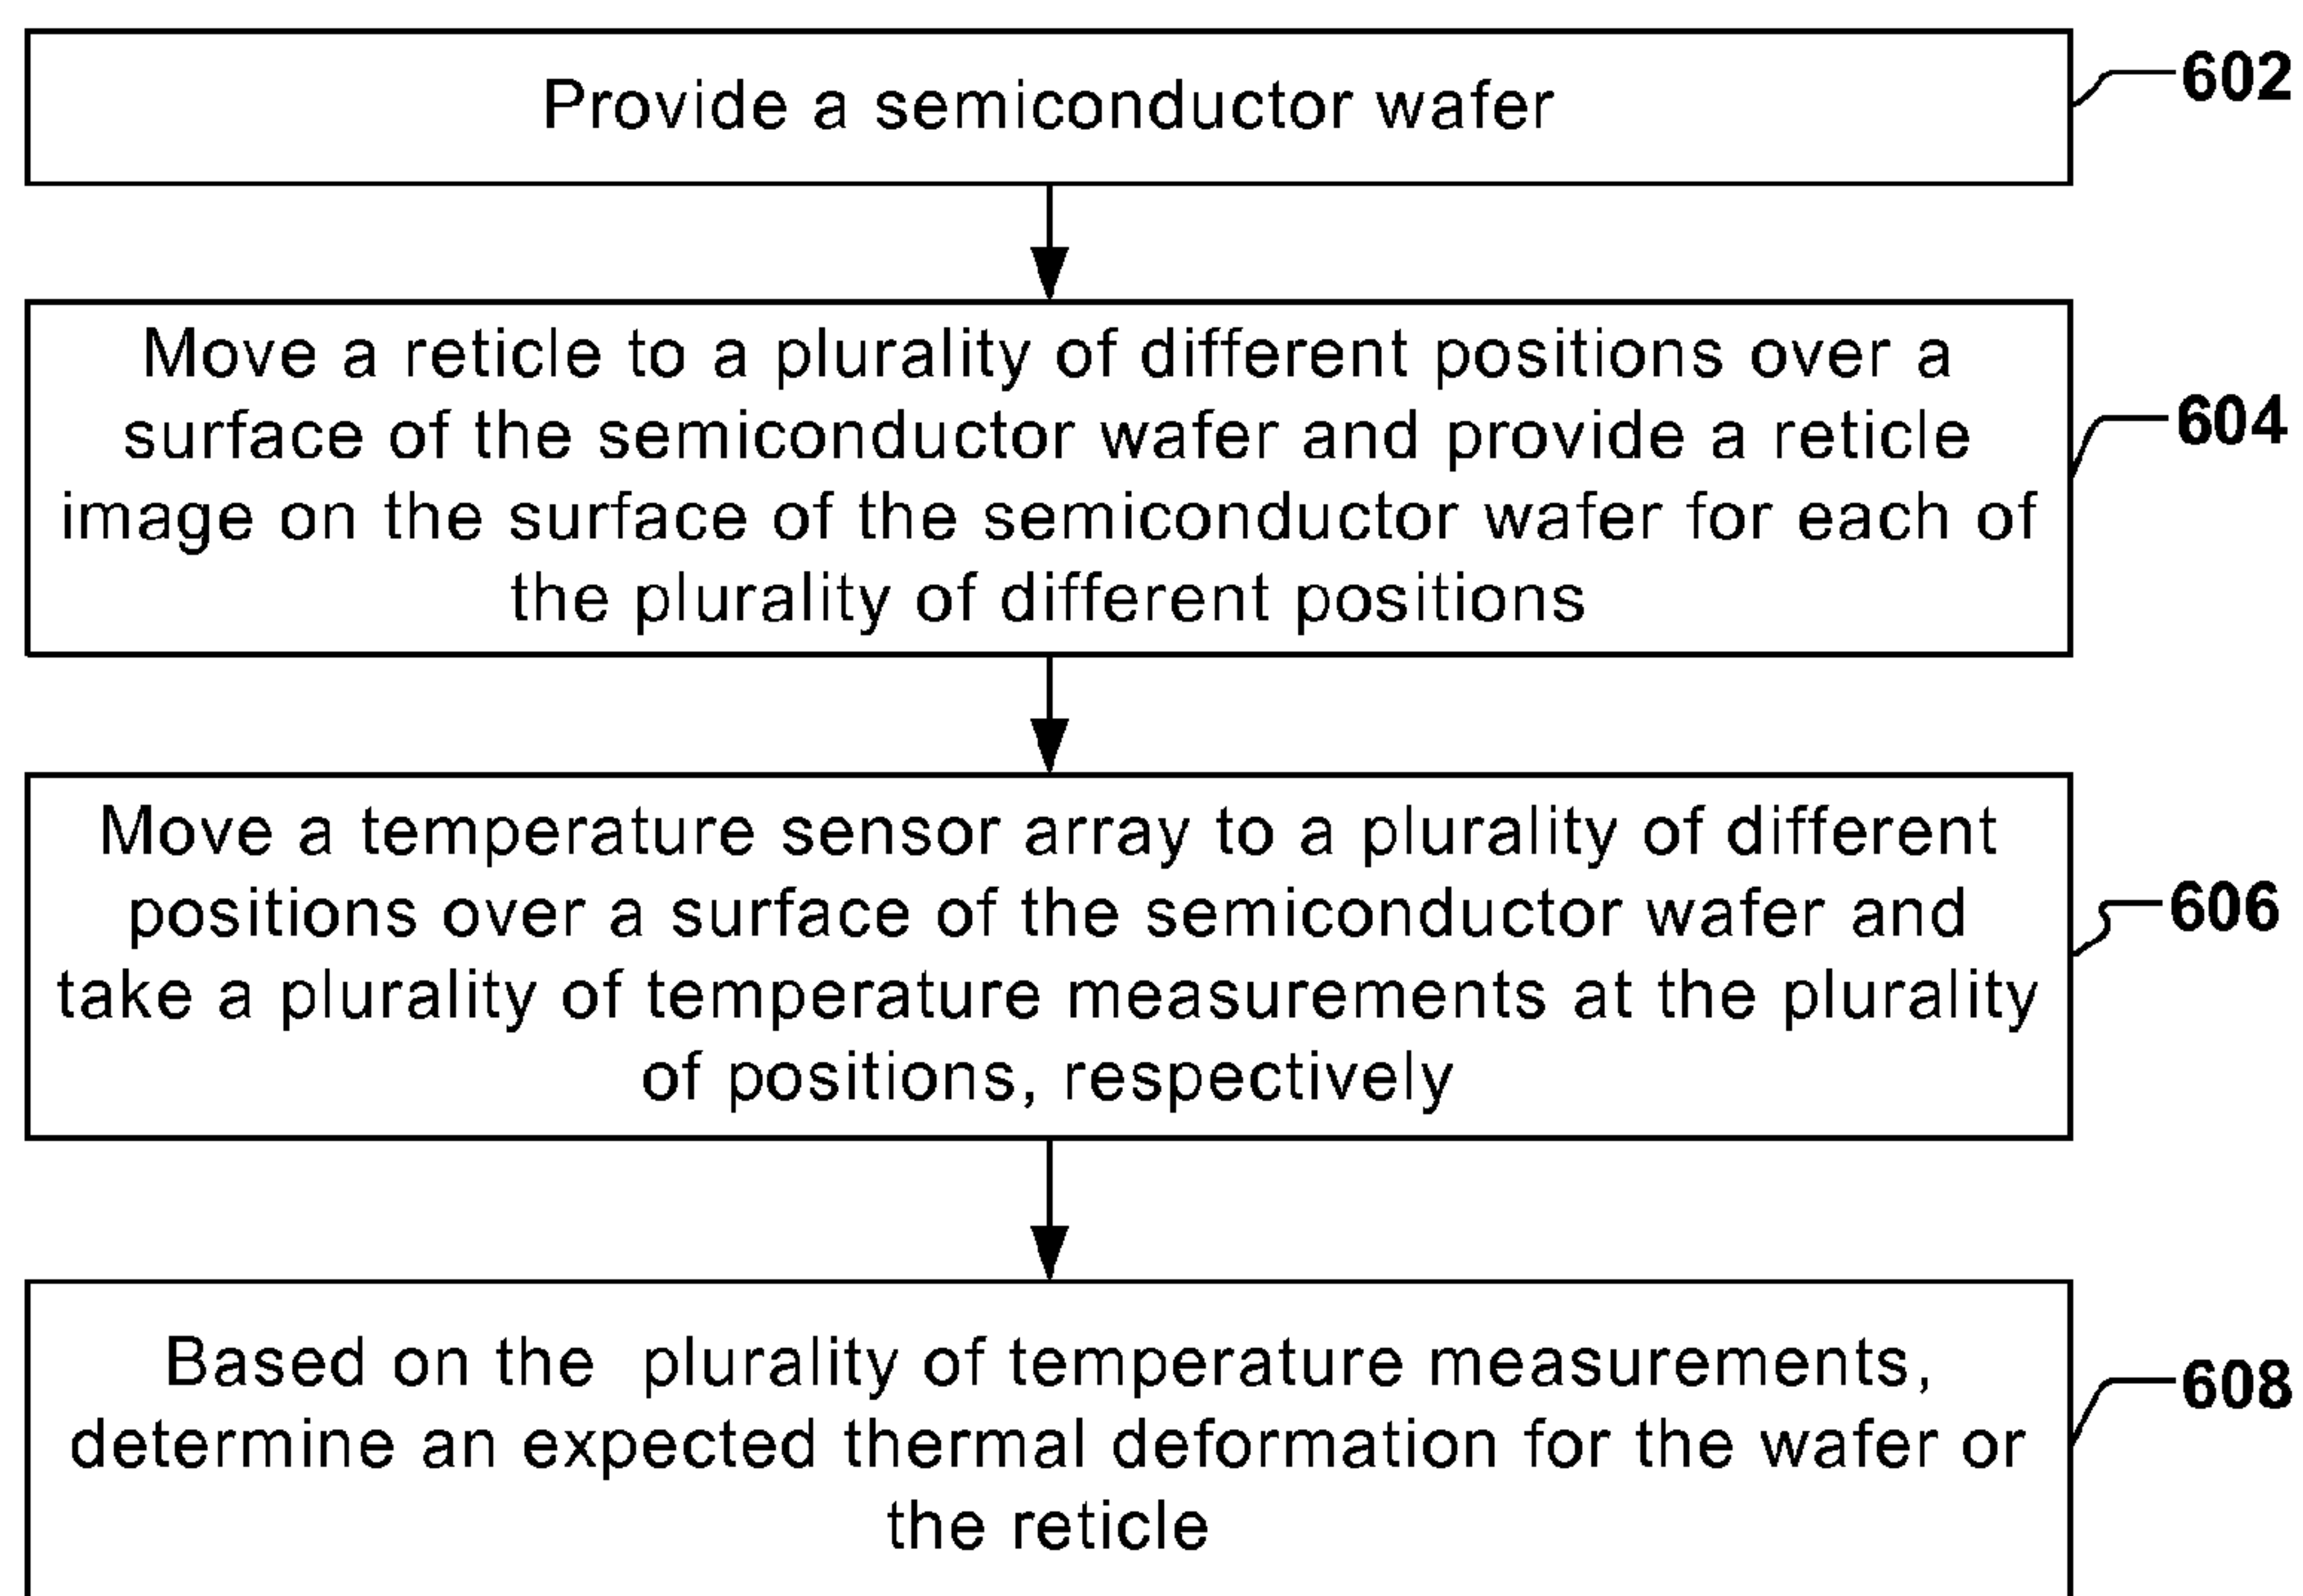 Provide a semiconductor wafer
602
Move a reticle to a plurality of different positions over a
surface of the semiconductor wafer and provide a reticle
image on the surface of the semiconductor wafer for each of
the plurality of different positions
604
Move a temperature sensor array to a plurality of different
positions over a surface of the semiconductor wafer and
take a plurality of temperature measurements at the plurality
of positions, respectively
606
Based on the plurality of temperature measurements,
determine an expected thermal deformation for the wafer or
the reticle
608